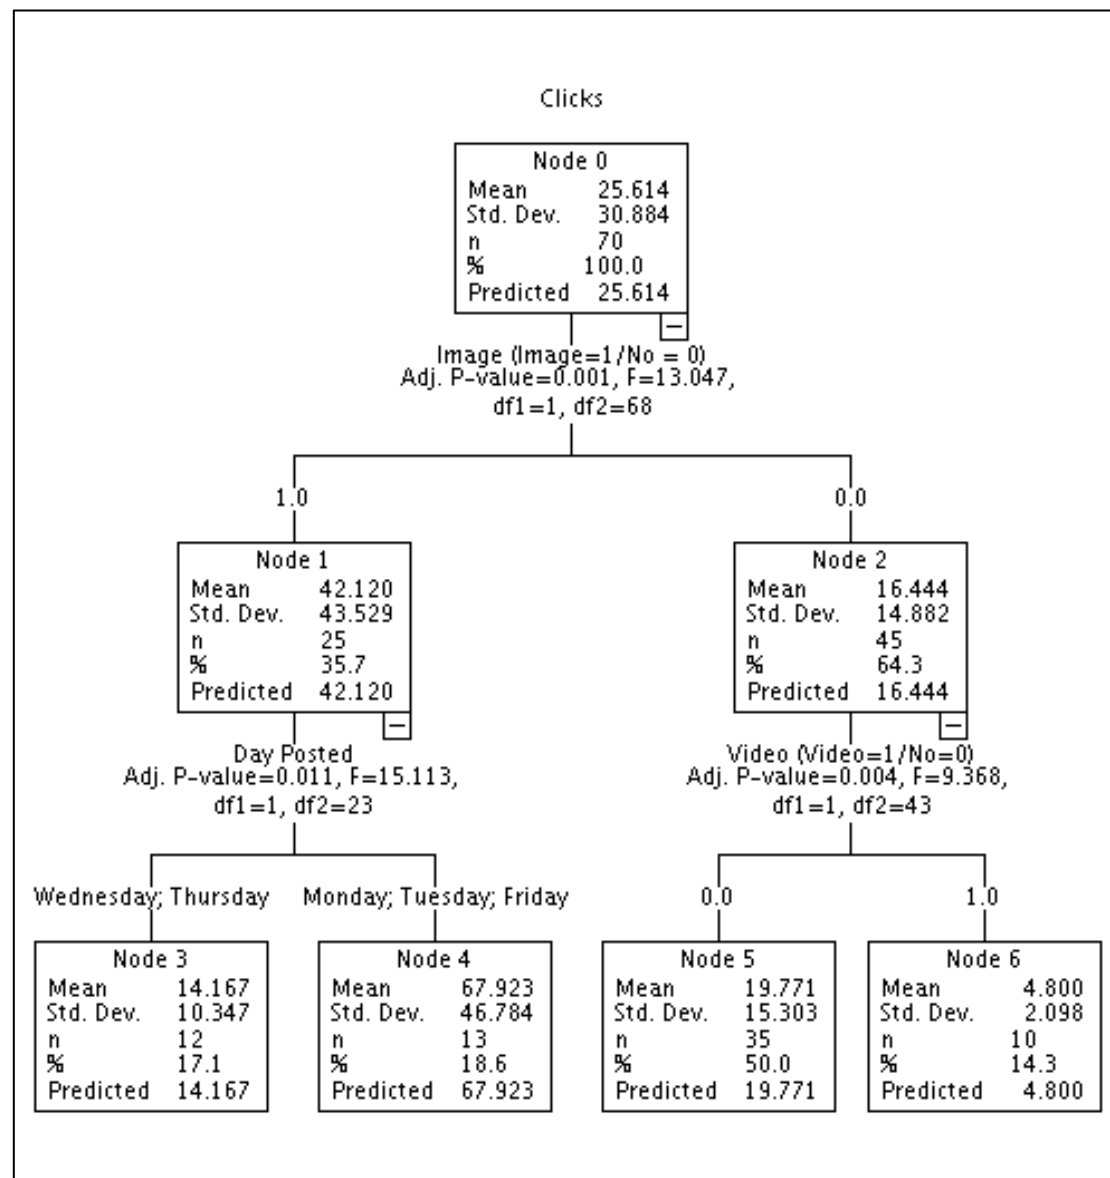 Clicks
Node 0
Mean 25.614
Std. Dev. 30.884
n 70
% 100.0
Predicted 25.614
Image (Image=1/No = 0)
Adj. P-value=0.001, F=13.047,
df1=1, df2=68
1.0
0.0
Node 1
Mean 42.120
Std. Dev. 43.529
n 25
% 35.7
Predicted 42.120
Node 2
Mean 16.444
Std. Dev. 14.882
n 45
% 64.3
Predicted 16.444
Day Posted
Adj. P-value=0.011, F=15.113,
df1=1, df2=23
Video (Video=1/No=0)
Adj. P-value=0.004, F=9.368,
df1=1, df2=43
Wednesday; Thursday
Monday; Tuesday; Friday
0.0
1.0
Node 3
Mean 14.167
Std. Dev. 10.347
n 12
% 17.1
Predicted 14.167
Node 4
Mean 67.923
Std. Dev. 46.784
n 13
% 18.6
Predicted 67.923
Node 5
Mean 19.771
Std. Dev. 15.303
n 35
% 50.0
Predicted 19.771
Node 6
Mean 4.800
Std. Dev. 2.098
n 10
% 14.3
Predicted 4.800